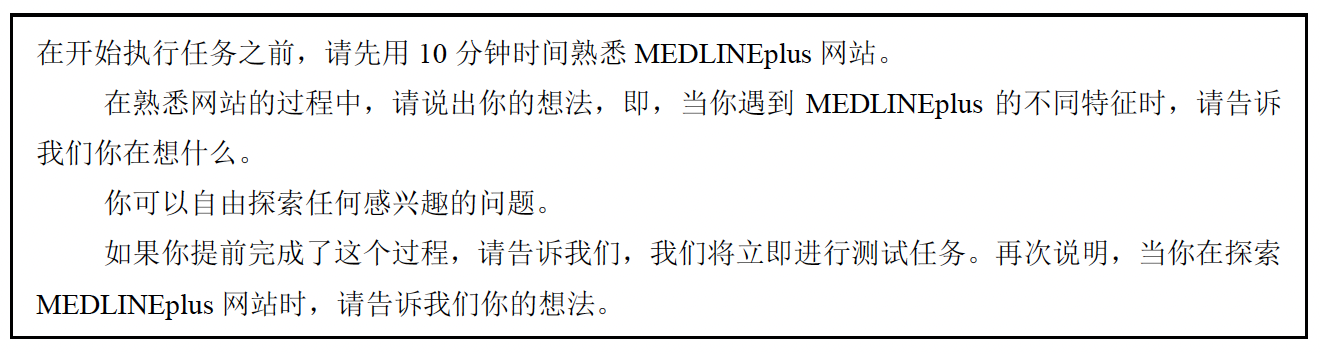 在开始执行任务之前，请先用 10 分钟时间熟悉 MEDLINEplus 网站。
在熟悉网站的过程中，请说出你的想法，即，当你遇到 MEDLINEplus 的不同特征时，请告诉
我们你在想什么。
你可以自由探索任何感兴趣的问题。
如果你提前完成了这个过程，请告诉我们，我们将立即进行测试任务。再次说明，当你在探索
MEDLINEplus 网站时，请告诉我们你的想法。